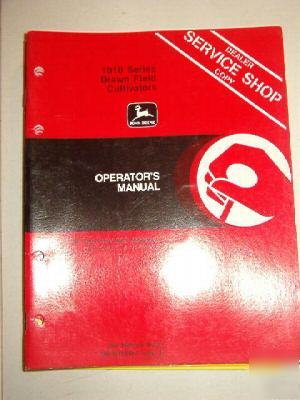 1010 Series
Drawn Field
Cultivators
DEALER
SERVICE SHOP
COPY
JOHN DEERE
OPERATOR'S
MANUAL